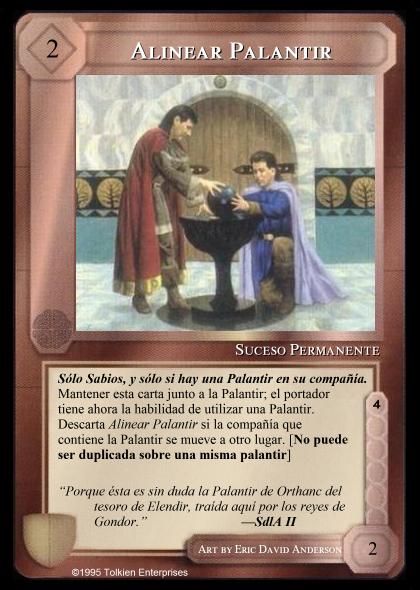 2
ALINEAR PALANTIR
SUCESO PERMANENTE
Sólo Sabios, y sólo si hay una Palantir en su compañía.
Mantener esta carta junto a la Palantir; el portador
tiene ahora la habilidad de utilizar una Palantir.
Descarta Alinear Palantir si la compañía que
contiene la Palantir se mueve a otro lugar. [No puede
ser duplicada sobre una misma palantir]
4
“Porque ésta es sin duda la Palantir de Orthanc del
tesoro de Elendir, traída aquí por los reyes de
Gondor.” —SdlA II
ART BY ERIC DAVID ANDERSON
2
©1995 Tolkien Enterprises